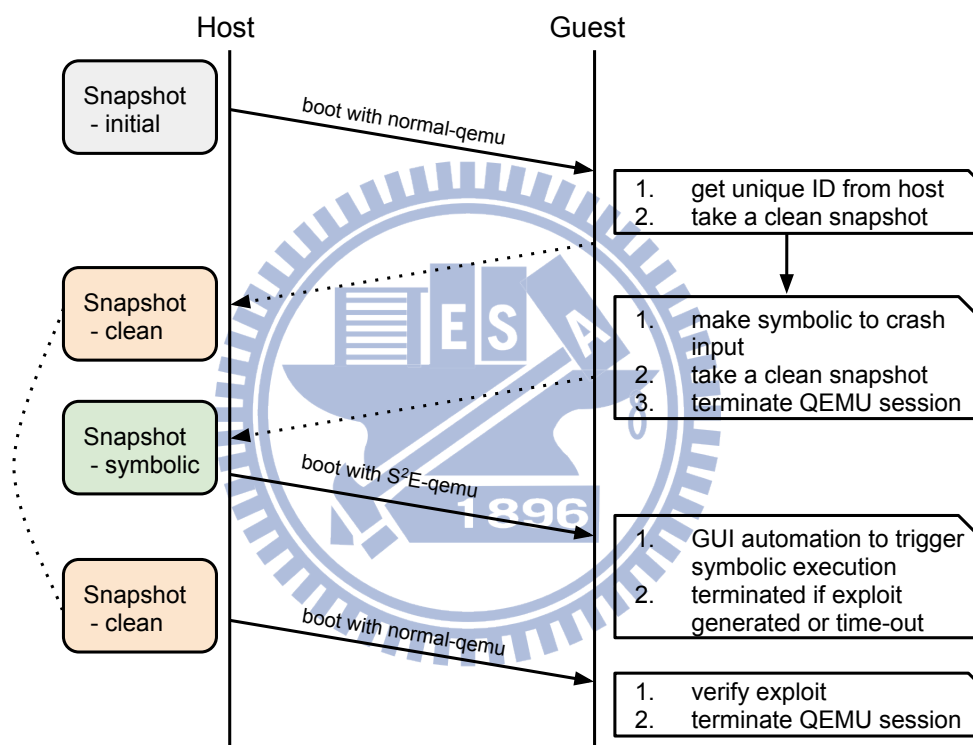 Host
Guest
Snapshot
- initial
boot with normal-qemu
1. get unique ID from host
2. take a clean snapshot
Snapshot
- clean
1. make symbolic to crash
input
2. take a clean snapshot
3. terminate QEMU session
Snapshot
- symbolic
boot with S²E-qemu
1. GUI automation to trigger
symbolic execution
2. terminated if exploit
generated or time-out
Snapshot
- clean
boot with normal-qemu
1. verify exploit
2. terminate QEMU session
E S A
1896